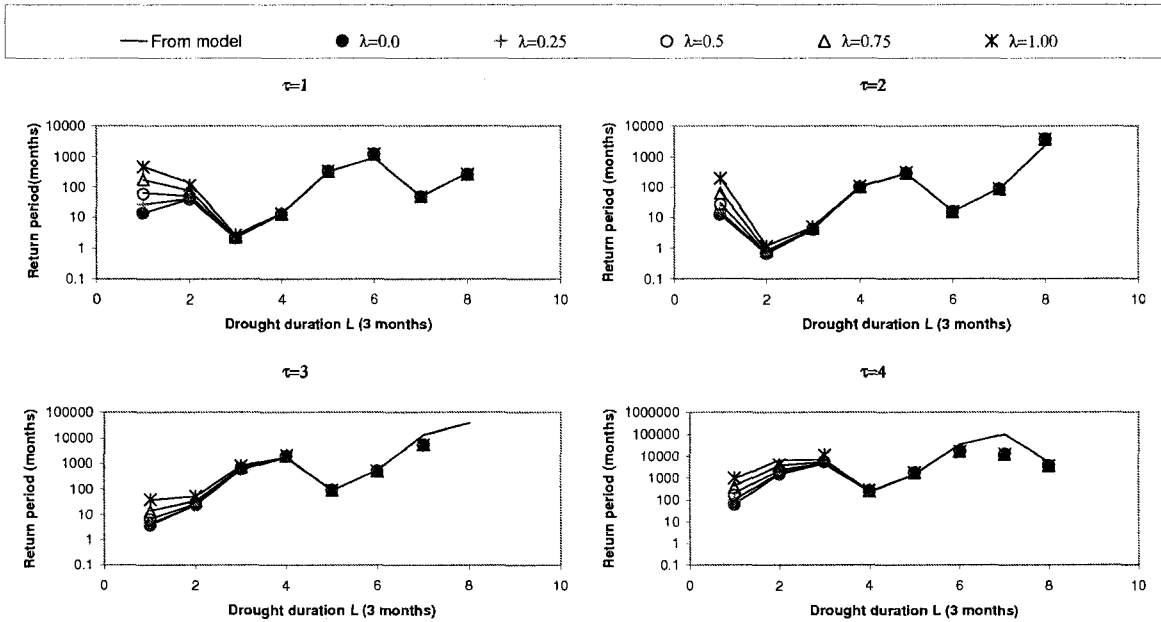 From model λ=0.0 λ=0.25 λ=0.5 λ=0.75 λ=1.00
τ=1
Return period(months)
10000
1000
100
10
1
0.1
0 2 4 6 8 10
Drought duration L (3 months)
τ=2
Return period (months)
10000
1000
100
10
1
0.1
0 2 4 6 8 10
Drought duration L (3 months)
τ=3
Return period (months)
100000
10000
1000
100
10
1
0.1
0 2 4 6 8 10
Drought duration L (3 months)
τ=4
Return period (months)
1000000
100000
10000
1000
100
10
1
0.1
0 2 4 6 8 10
Drought duration L (3 months)